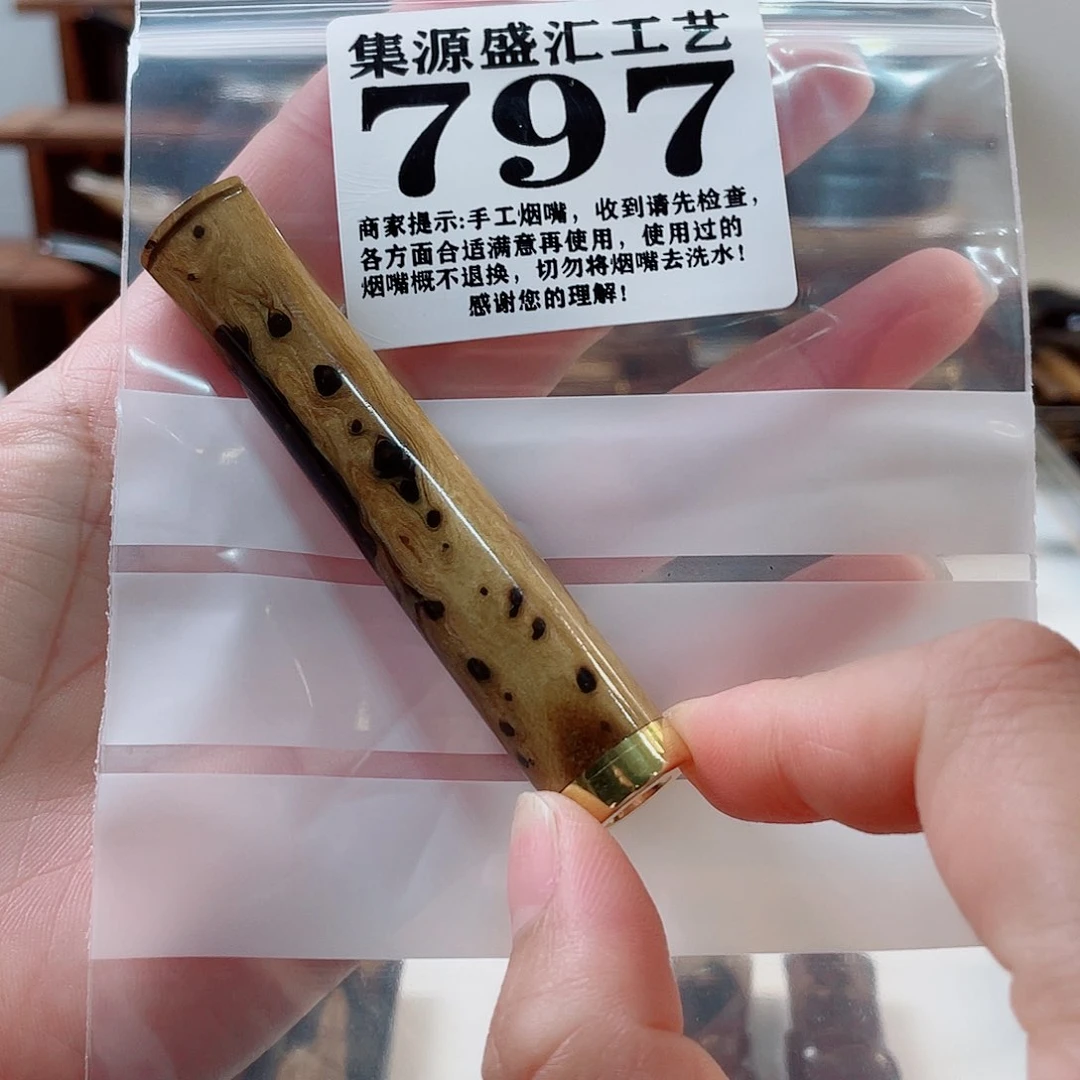 集源盛汇工艺
797
商家提示:手工烟嘴，收到请先检查，
各方面合适满意再使用，使用过的
烟嘴概不退换，切勿将烟嘴去洗水！
感谢您的理解！